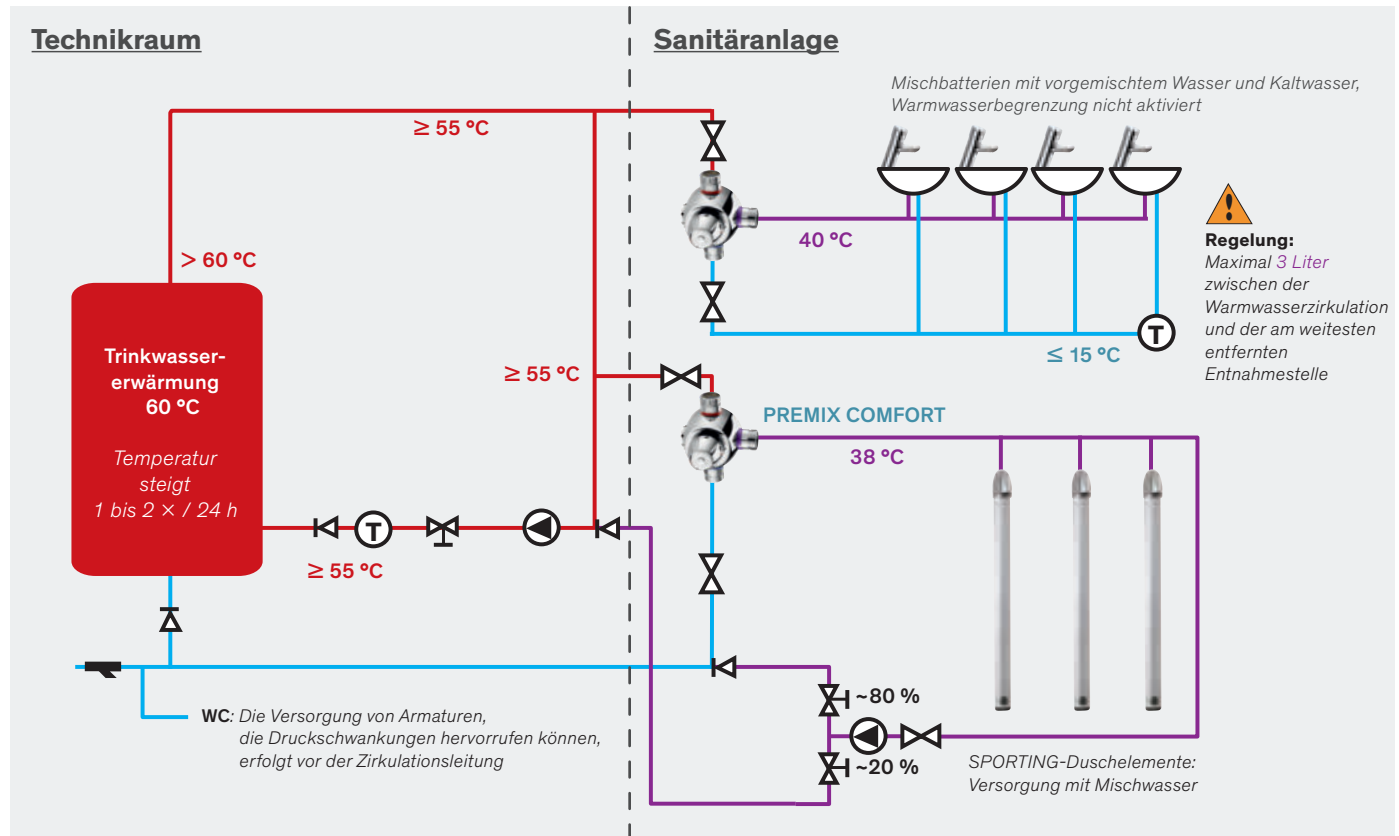 Technikraum
Sanitäranlage
Mischbatterien mit vorgemischtem Wasser und Kaltwasser,
Warmwasserbegrenzung nicht aktiviert
≥ 55 °C
> 60 °C
40 °C
Regelung:
Maximal 3 Liter
zwischen der
Warmwasserzirkulation
und der am weitesten
entfernten
Entnahmestelle
T
≤ 15 °C
Trinkwasser-
erwärmung
60 °C
Temperatur
steigt
1 bis 2 × / 24 h
≥ 55 °C
PREMIX COMFORT
38 °C
T
≥ 55 °C
~80 %
~20 %
WC: Die Versorgung von Armaturen,
die Druckschwankungen hervorrufen können,
erfolgt vor der Zirkulationsleitung
SPORTING-Duschelemente:
Versorgung mit Mischwasser